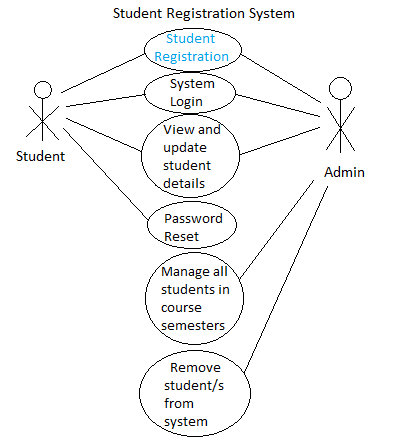 Student Registration System
Student
Registration
System
Login
View and
update
student
details
Student
Admin
Password
Reset
Manage all
students in
course
semesters
Remove
student/s
from
system